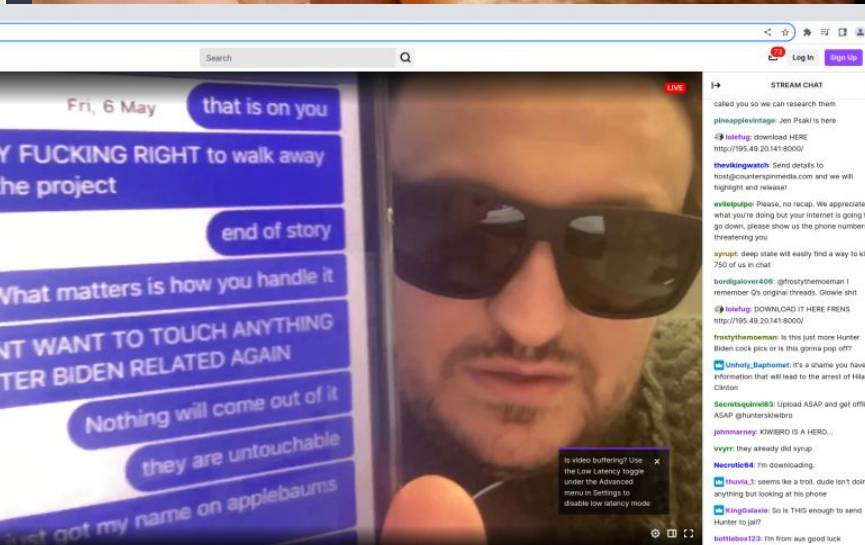 Search
73
Log In
Sign Up
Fri, 6 May
that is on you
Y FUCKING RIGHT to walk away
the project
end of story
What matters is how you handle it
NT WANT TO TOUCH ANYTHING
TER BIDEN RELATED AGAIN
Nothing will come out of it
they are untouchable
just got my name on applebaums
LIVE
Is video buffering? Use
the Low Latency toggle
under the Advanced
menu in Settings to
disable low latency mode
STREAM CHAT
called you so we can research them
pineapplevintage: Jen Psaki is here
lolefug: download HERE
http://195.49.20.141:8000/
thevikingwatch: Send details to
host@counterspinmedia.com and we will
highlight and release!
evilelpulpo: Please, no recap. We appreciate
what you're doing but your internet is going t
go down, please show us the phone number
threatening you
syrupt: deep state will easily find a way to ki
750 of us in chat
bordigalover406: @frostythemoeman I
remember Q's original threads. Glowie shit
lolefug: DOWNLOAD IT HERE FRENS
http://195.49.20.141:8000/
frostythemoeman: Is this just more Hunter
Biden cock pics or is this gonna pop off?
Unholy_Baphomet: it's a shame you have
information that will lead to the arrest of Hila
Clinton
Secretsquirrel83: Upload ASAP and get offli
ASAP @hunterskiwibro
johnmarney: KIWIBRO IS A HERO...
vvyrr: they already did syrup
Necrotic64: I'm downloading.
thuvia_1: seems like a troll. dude isn't doin
anything but looking at his phone
KingGalaxie: So is THIS enough to send
Hunter to jail?
bottlebox123: I'm from aus good luck